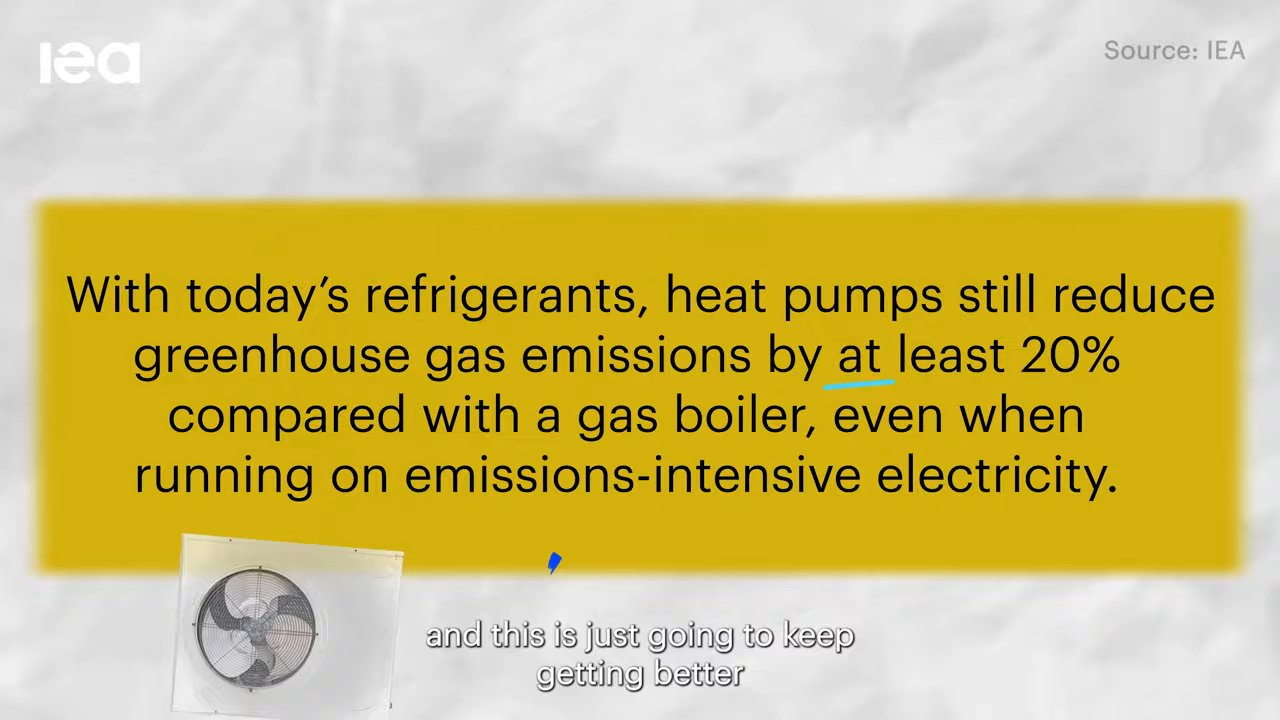 iea
Source: IEA
With today’s refrigerants, heat pumps still reduce
greenhouse gas emissions by at least 20%
compared with a gas boiler, even when
running on emissions-intensive electricity.
and this is just going to keep
getting better